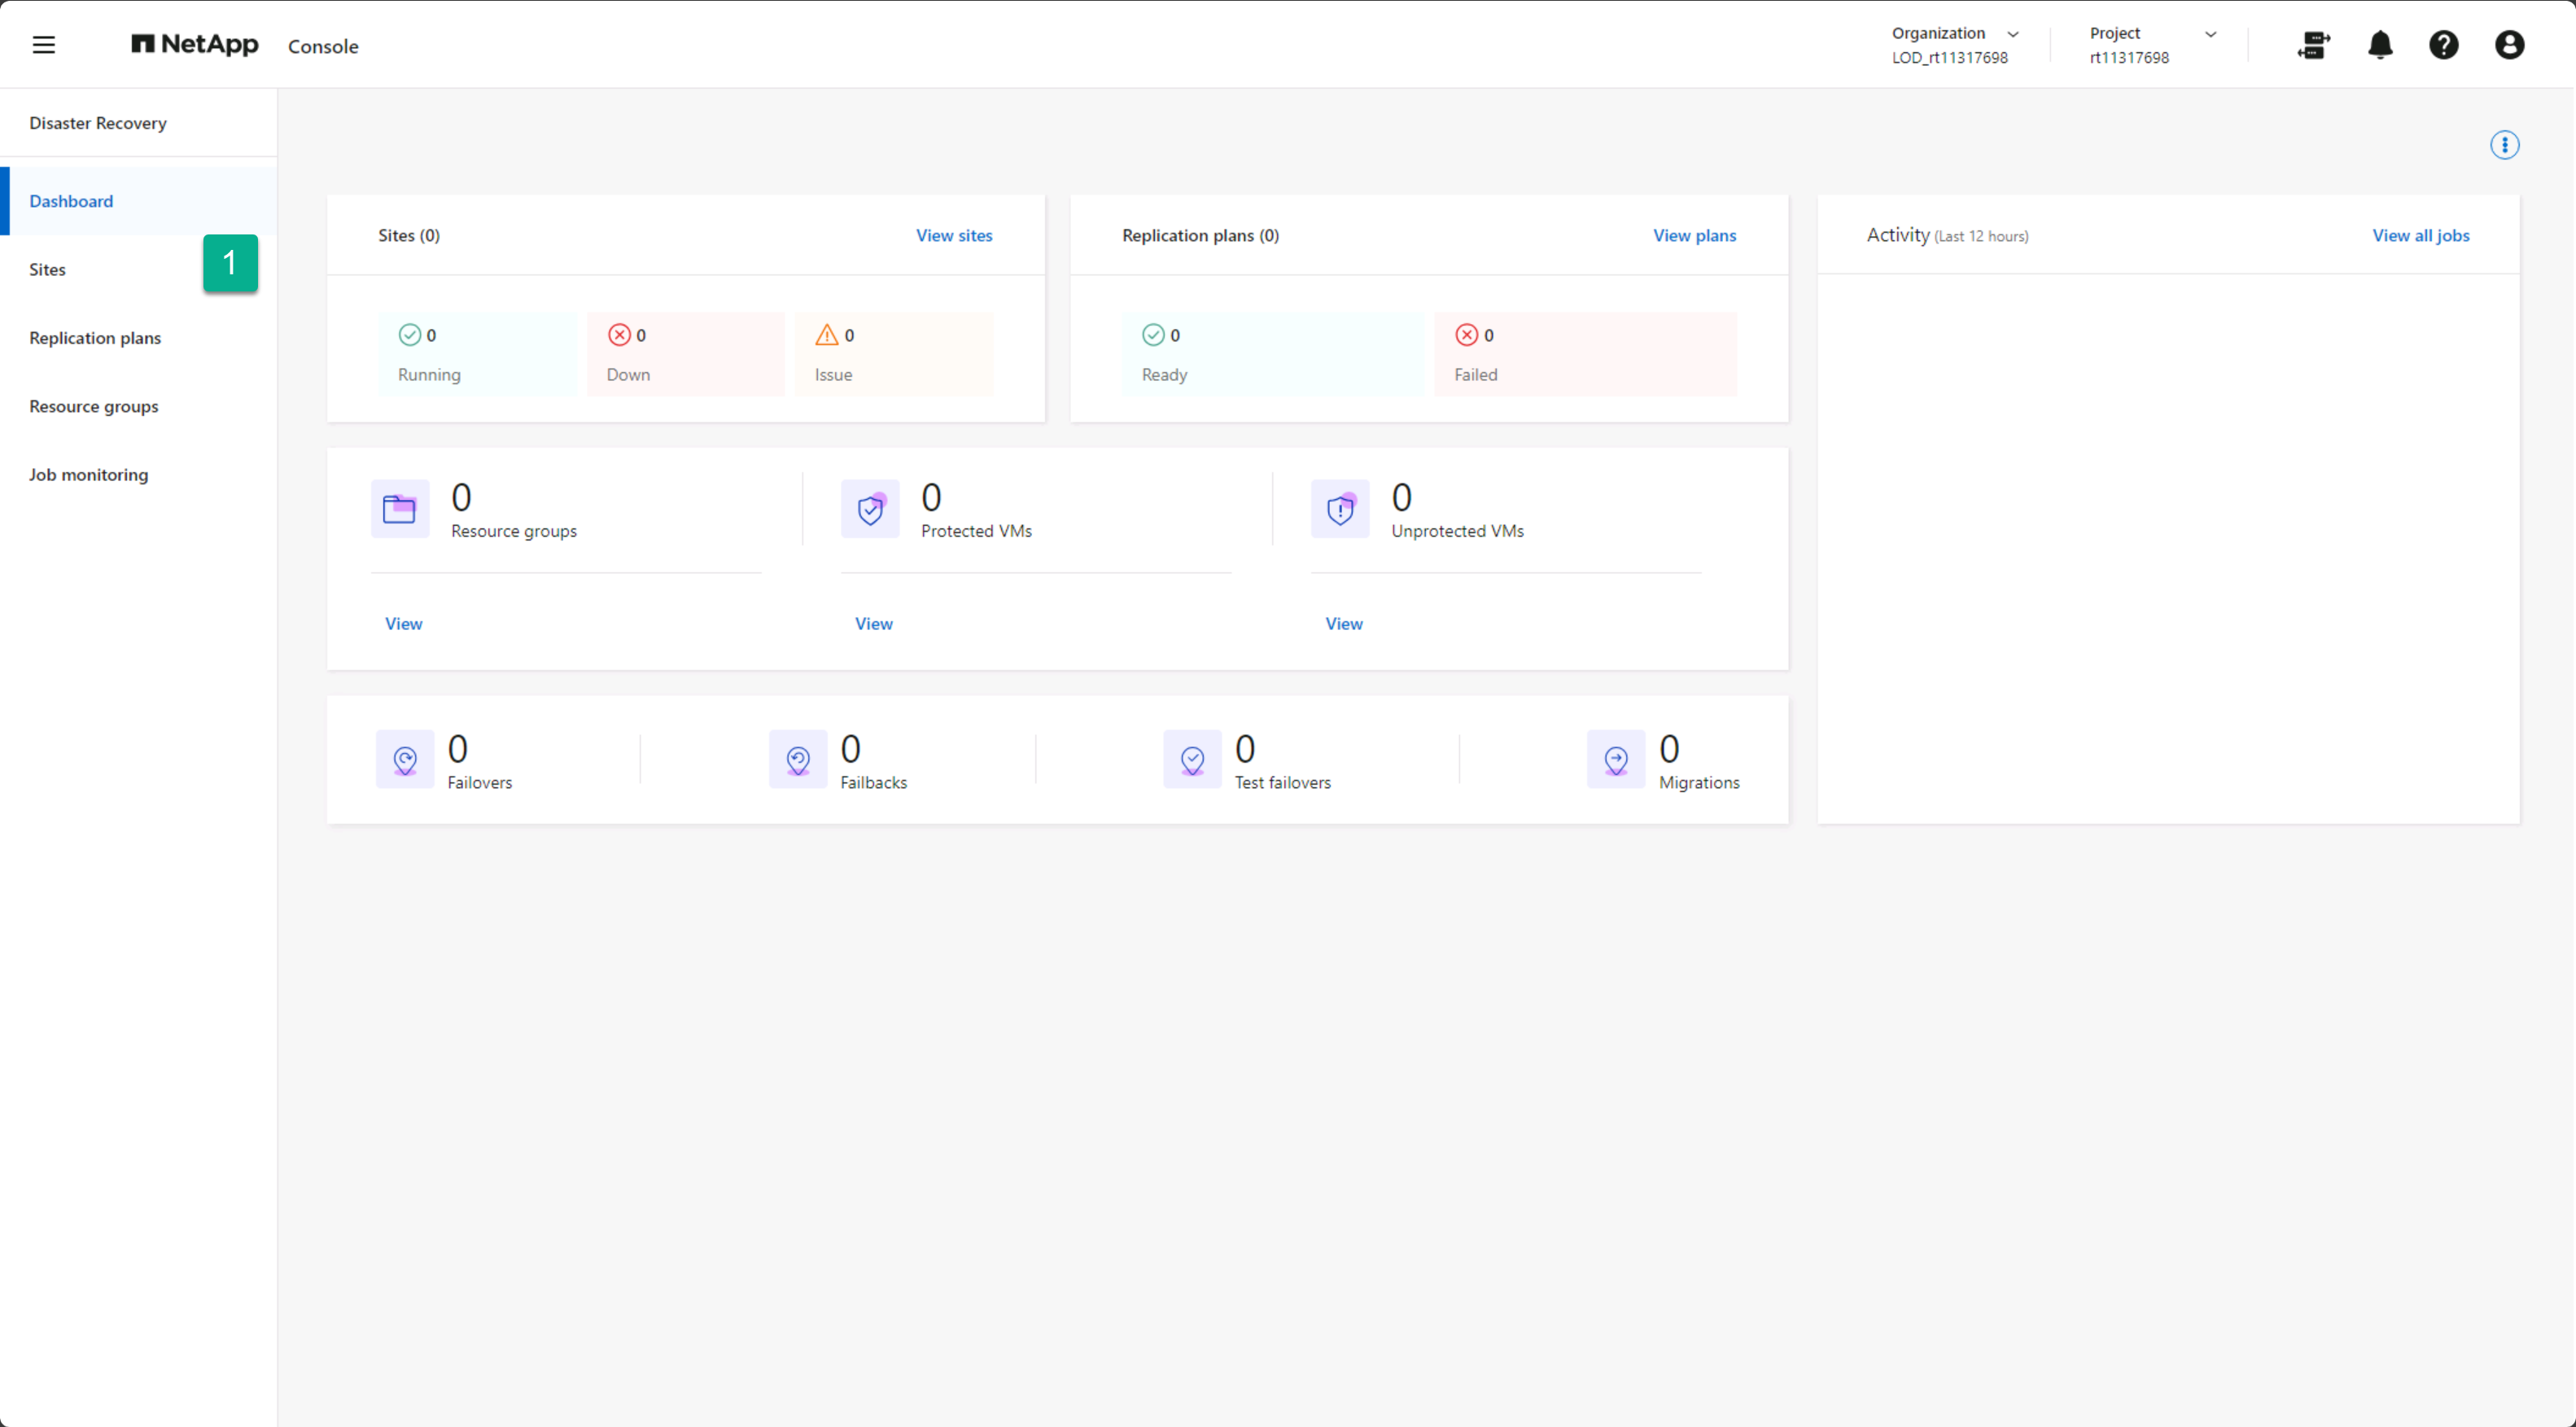 NetApp Console
Organization
LOD_rt11317698
Project
rt11317698
Disaster Recovery
Dashboard
Sites
1
Replication plans
Resource groups
Job monitoring
Sites (0)
View sites
0
Running
0
Down
0
Issue
Replication plans (0)
View plans
0
Ready
0
Failed
Activity (Last 12 hours)
View all jobs
0
Resource groups
View
0
Protected VMs
View
0
Unprotected VMs
View
0
Failovers
0
Failbacks
0
Test failovers
0
Migrations